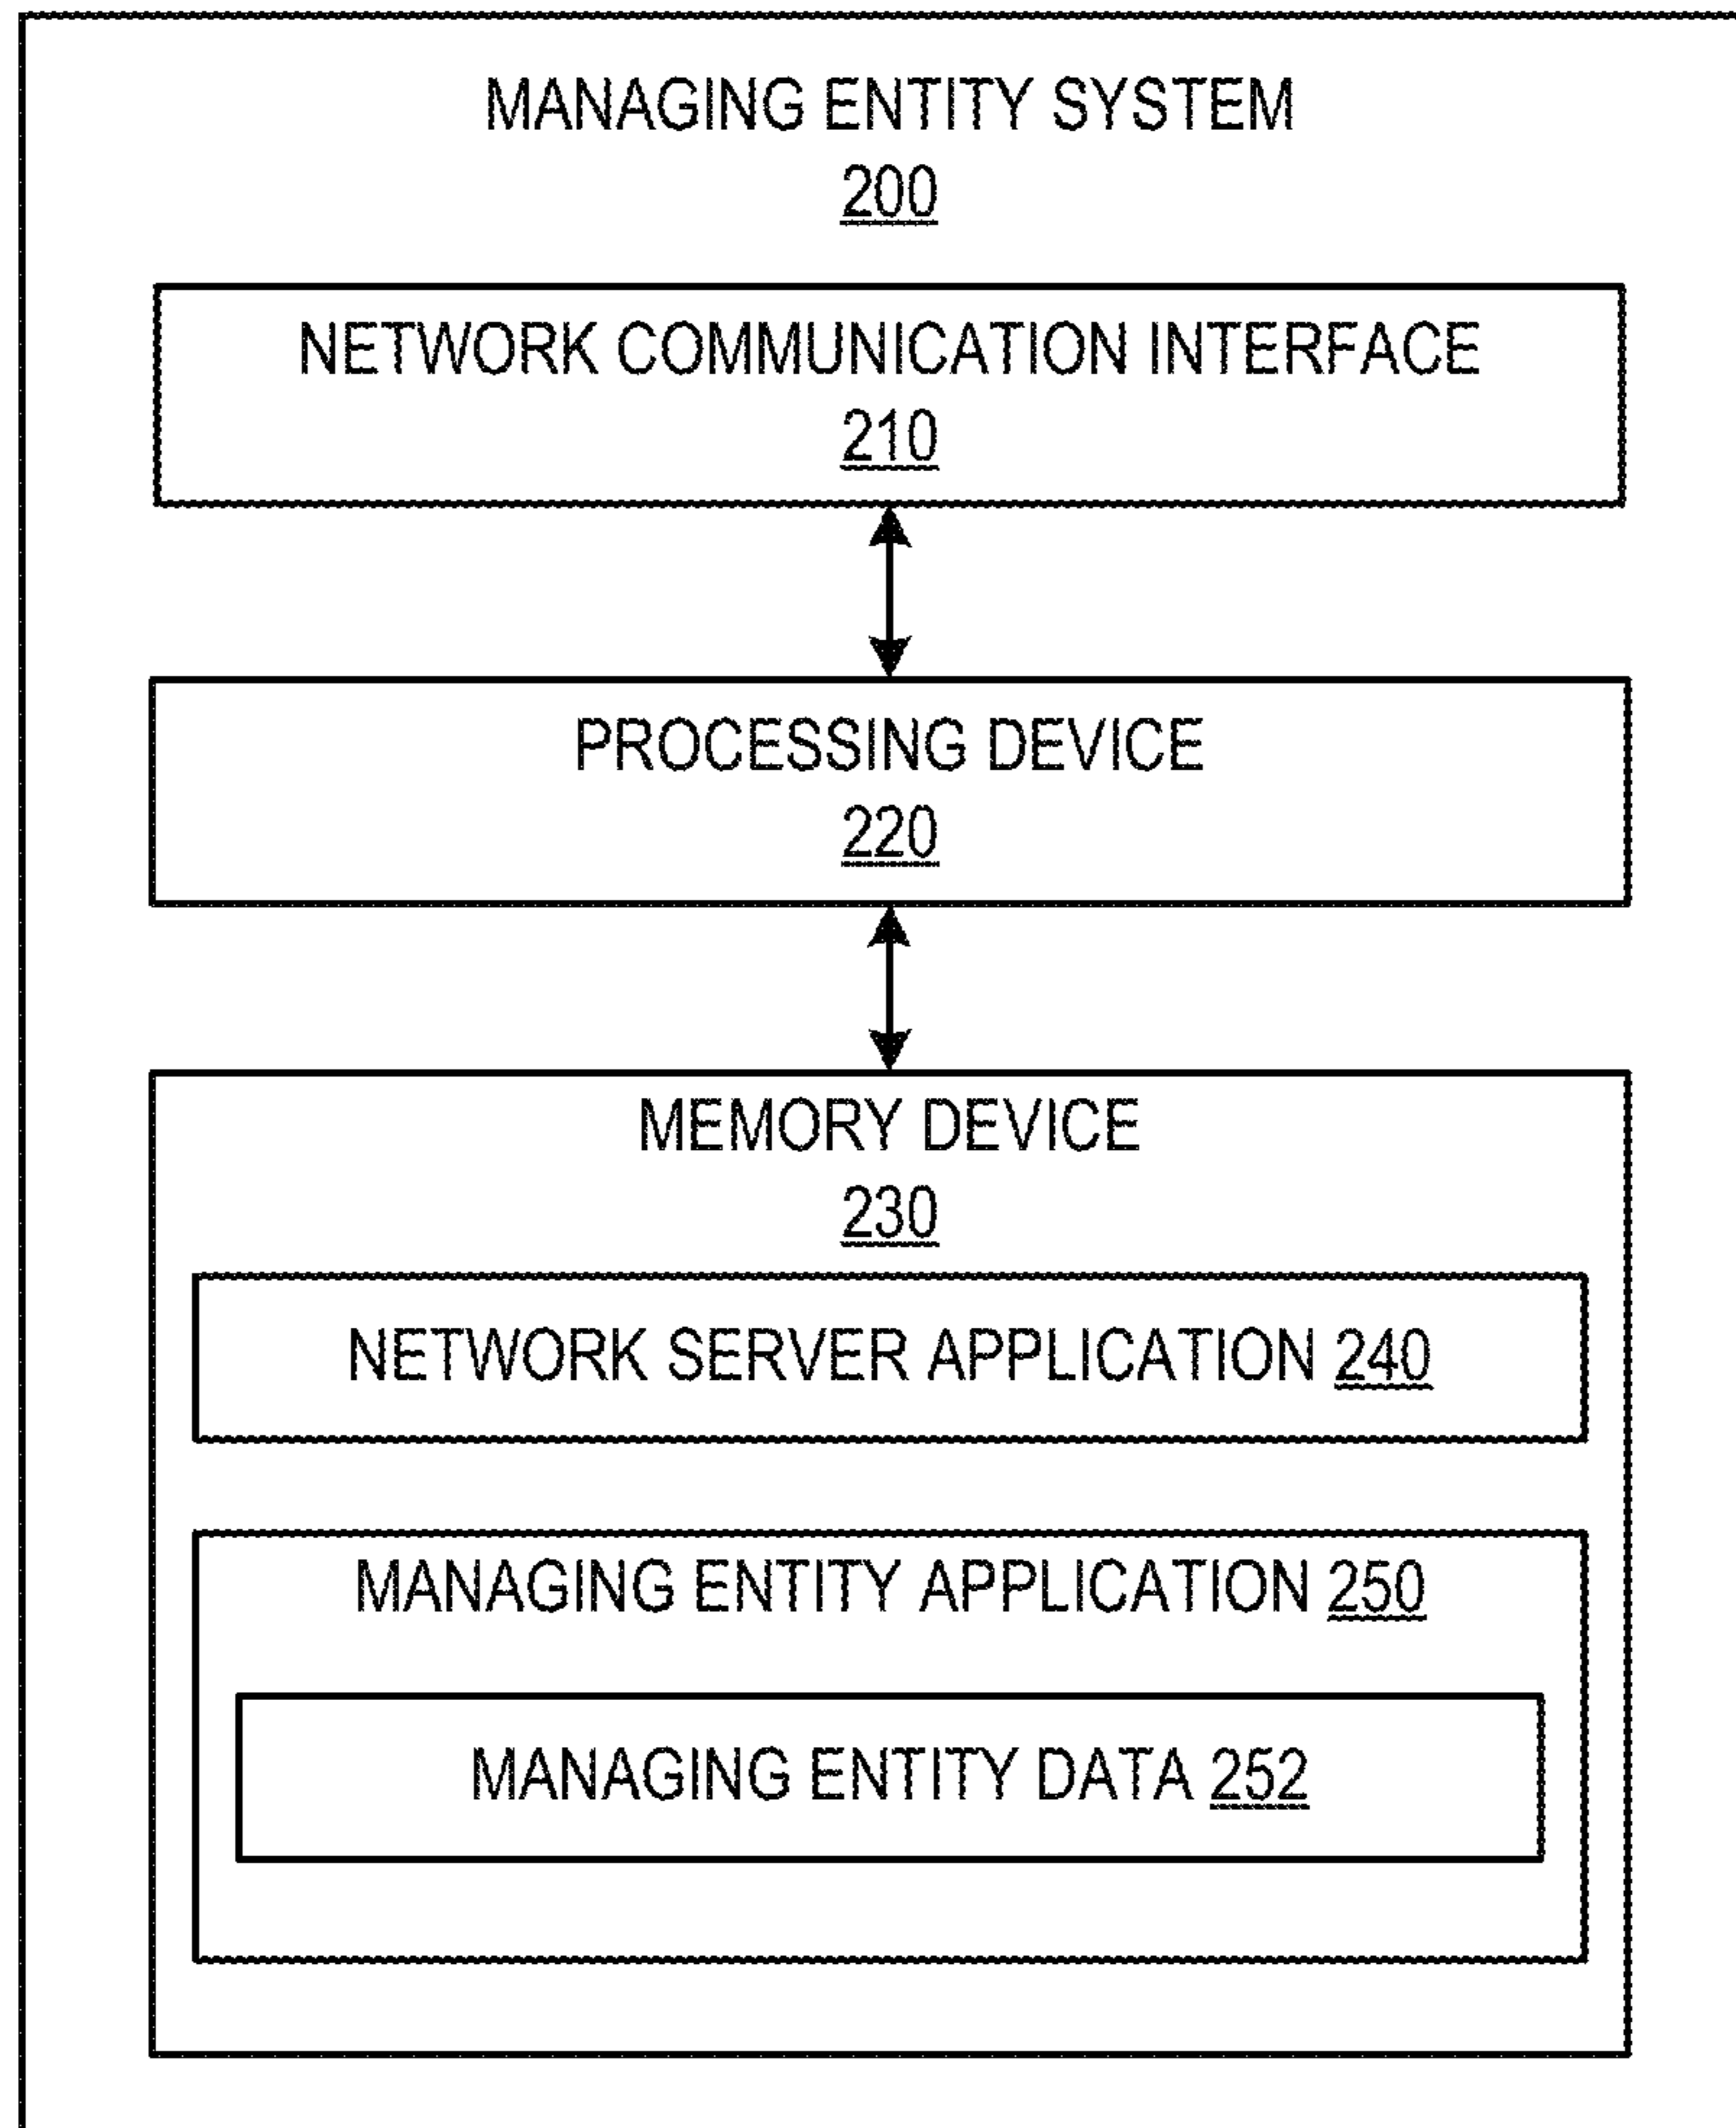 MANAGING ENTITY SYSTEM
200
NETWORK COMMUNICATION INTERFACE
210
PROCESSING DEVICE
220
MEMORY DEVICE
230
NETWORK SERVER APPLICATION 240
MANAGING ENTITY APPLICATION 250
MANAGING ENTITY DATA 252